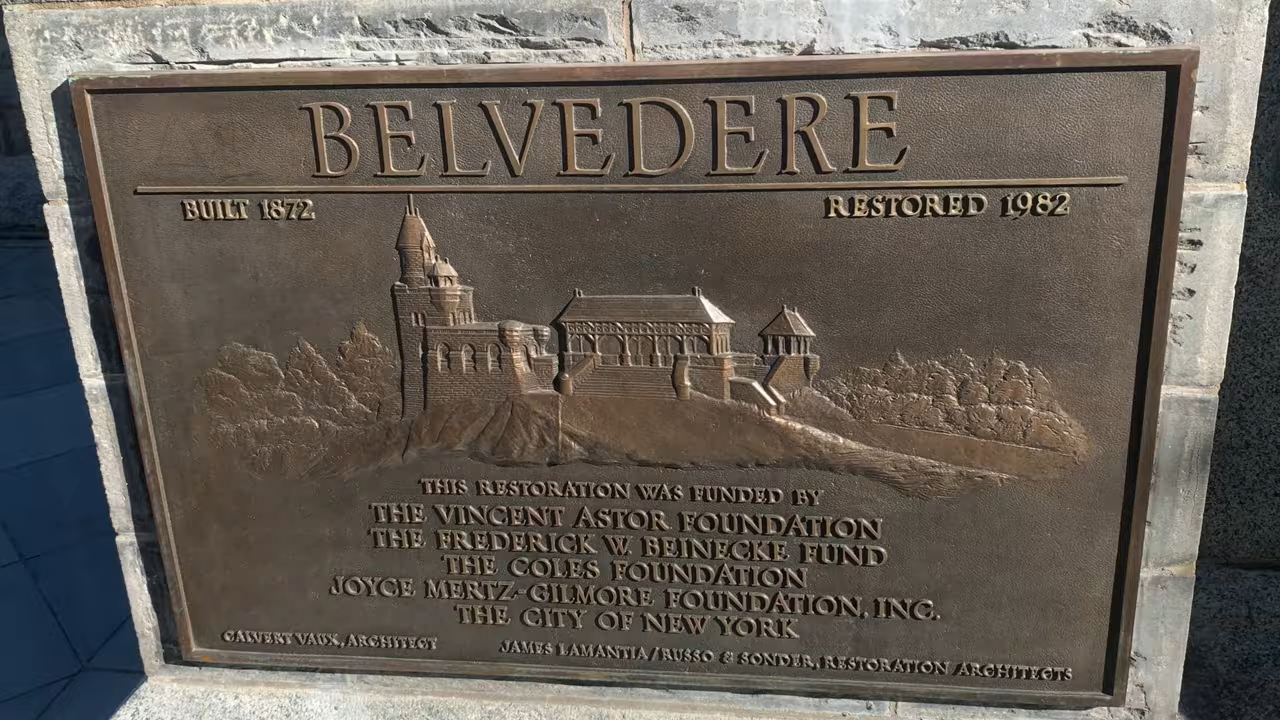 BELVEDERE
BUILT 1872 RESTORED 1982
THIS RESTORATION WAS FUNDED BY
THE VINCENT ASTOR FOUNDATION
THE FREDERICK W. BEINECKE FUND
THE COLES FOUNDATION
JOYCE MERTZ-GILMORE FOUNDATION, INC.
THE CITY OF NEW YORK
CALVERT VAUX, ARCHITECT JAMES LAMANTIA/RUSSO & SONDER, RESTORATION ARCHITECTS